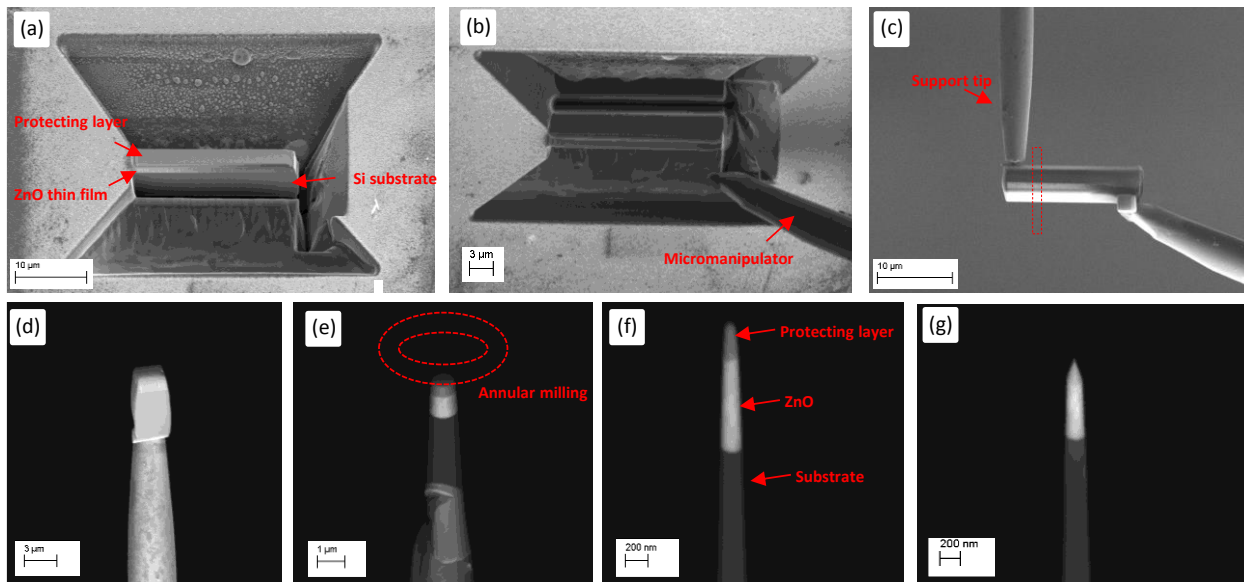 (a)
Protecting layer
ZnO thin film
Si substrate
10 µm
(b)
3 µm
Micromanipulator
(c)
Support tip
10 µm
(d)
3 µm
(e)
Annular milling
1 µm
(f)
Protecting layer
ZnO
Substrate
200 nm
(g)
200 nm